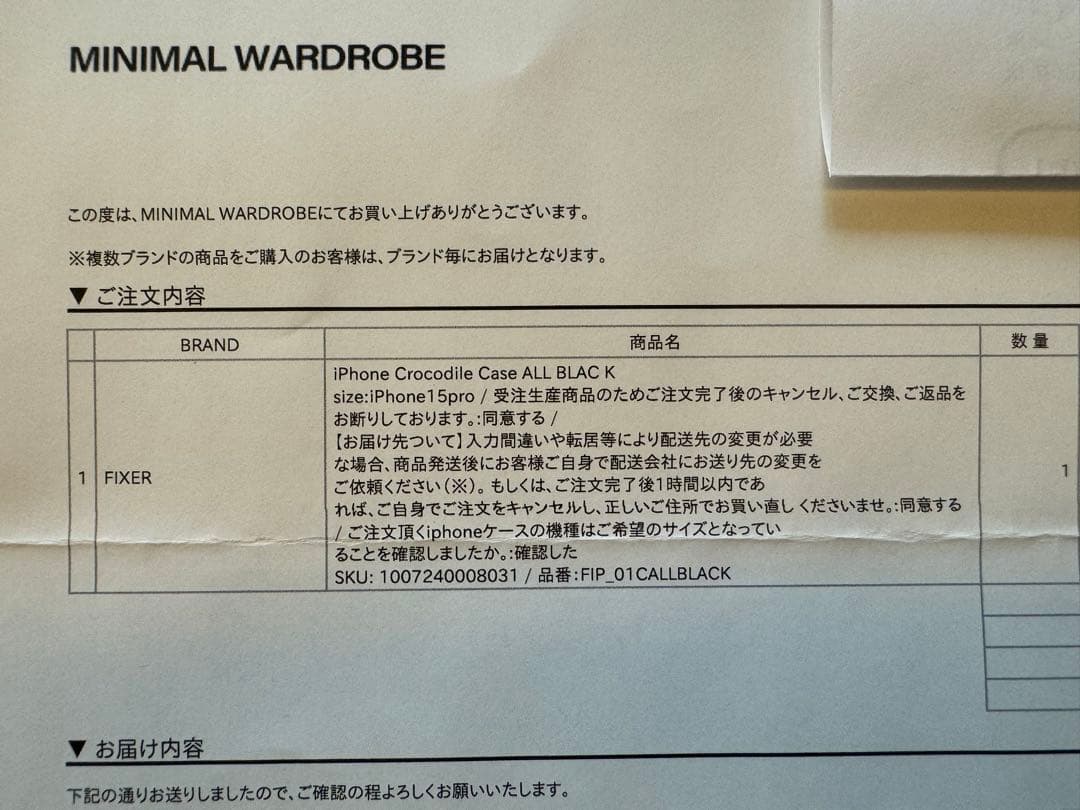 MINIMAL WARDROBE
この度は、MINIMAL WARDROBEにてお買い上げありがとうございます。
※複数ブランドの商品をご購入のお客様は、ブランド毎にお届けとなります。
▼ ご注文内容
BRAND 商品名 数 量
iPhone Crocodile Case ALL BLAC K
size:iPhone15pro / 受注生産商品のためご注文完了後のキャンセル、ご交換、ご返品を
お断りしております。:同意する /
【お届け先ついて】入力間違いや転居等により配送先の変更が必要
な場合、商品発送後にお客様ご自身で配送会社にお送り先の変更を
1 FIXER ご依頼ください(※)。もしくは、ご注文完了後1時間以内であ 1
れば、ご自身でご注文をキャンセルし、正しいご住所でお買い直し くださいませ。:同意する
/ ご注文頂くiphoneケースの機種はご希望のサイズとなってい
ることを確認しましたか。:確認した
SKU: 1007240008031 / 品番:FIP_01CALLBLACK
▼ お届け内容
下記の通りお送りしましたので、ご確認の程よろしくお願いいたします。